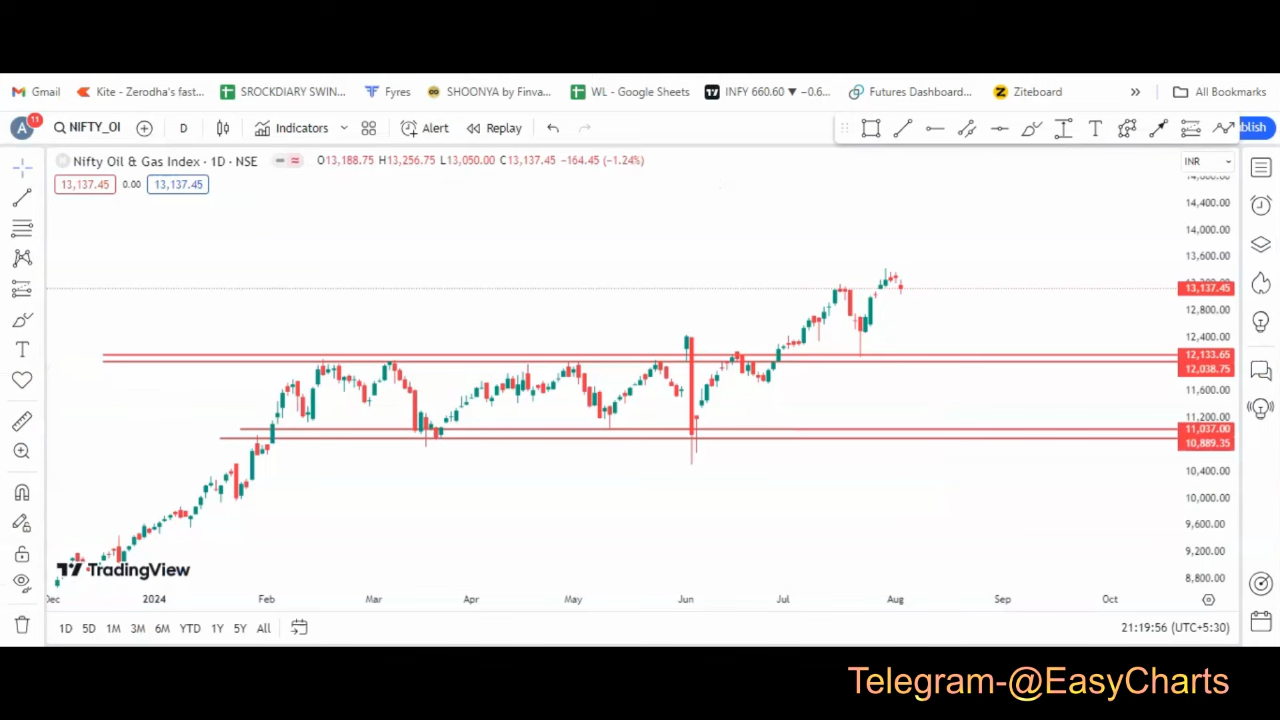 Gmail Kite - Zerodha's fast... SROCKDIARY SWIN... Fyres SHOONYA by Finva... WL - Google Sheets INFY 660.60 ▼ −0.6... Futures Dashboard... Ziteboard » All Bookmarks
A 11 NIFTY_OI D Indicators Alert Replay T blish
Nifty Oil & Gas Index · 1D · NSE O13,188.75 H13,256.75 L13,050.00 C13,137.45 −164.45 (−1.24%) INR
13,137.45 0.00 13,137.45
14,400.00
14,000.00
13,600.00
13,137.45
12,800.00
12,400.00
12,133.65
12,038.75
11,600.00
11,200.00
11,037.00
10,889.35
10,400.00
10,000.00
9,600.00
9,200.00
8,800.00
TradingView
Dec 2024 Feb Mar Apr May Jun Jul Aug Sep Oct
1D 5D 1M 3M 6M YTD 1Y 5Y All 21:19:56 (UTC+5:30)
Telegram-@EasyCharts